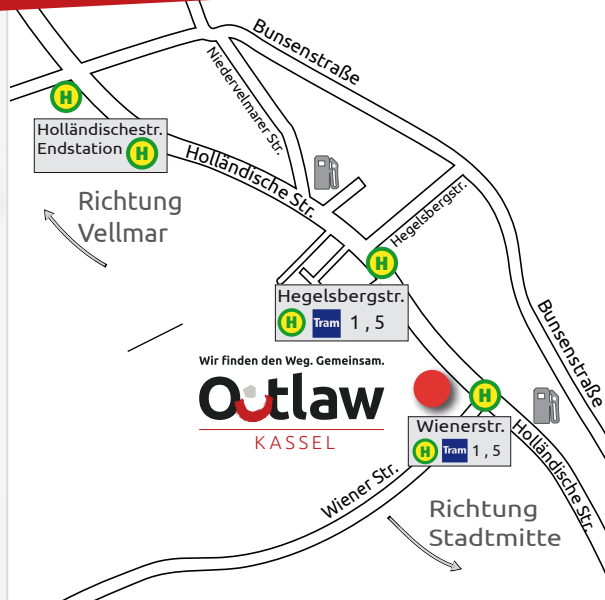 Bunsenstraße
Niedervelmarer Str.
H
Holländischestr.
Endstation H
Holländische Str.
Richtung
Vellmar
Hegelsbergstr.
H
Hegelsbergstr.
H Tram 1 , 5
Bunsenstraße
Wir finden den Weg. Gemeinsam.
Outlaw
KASSEL
H
Wienerstr.
H Tram 1 , 5
Holländische Str.
Wiener Str.
Richtung
Stadtmitte